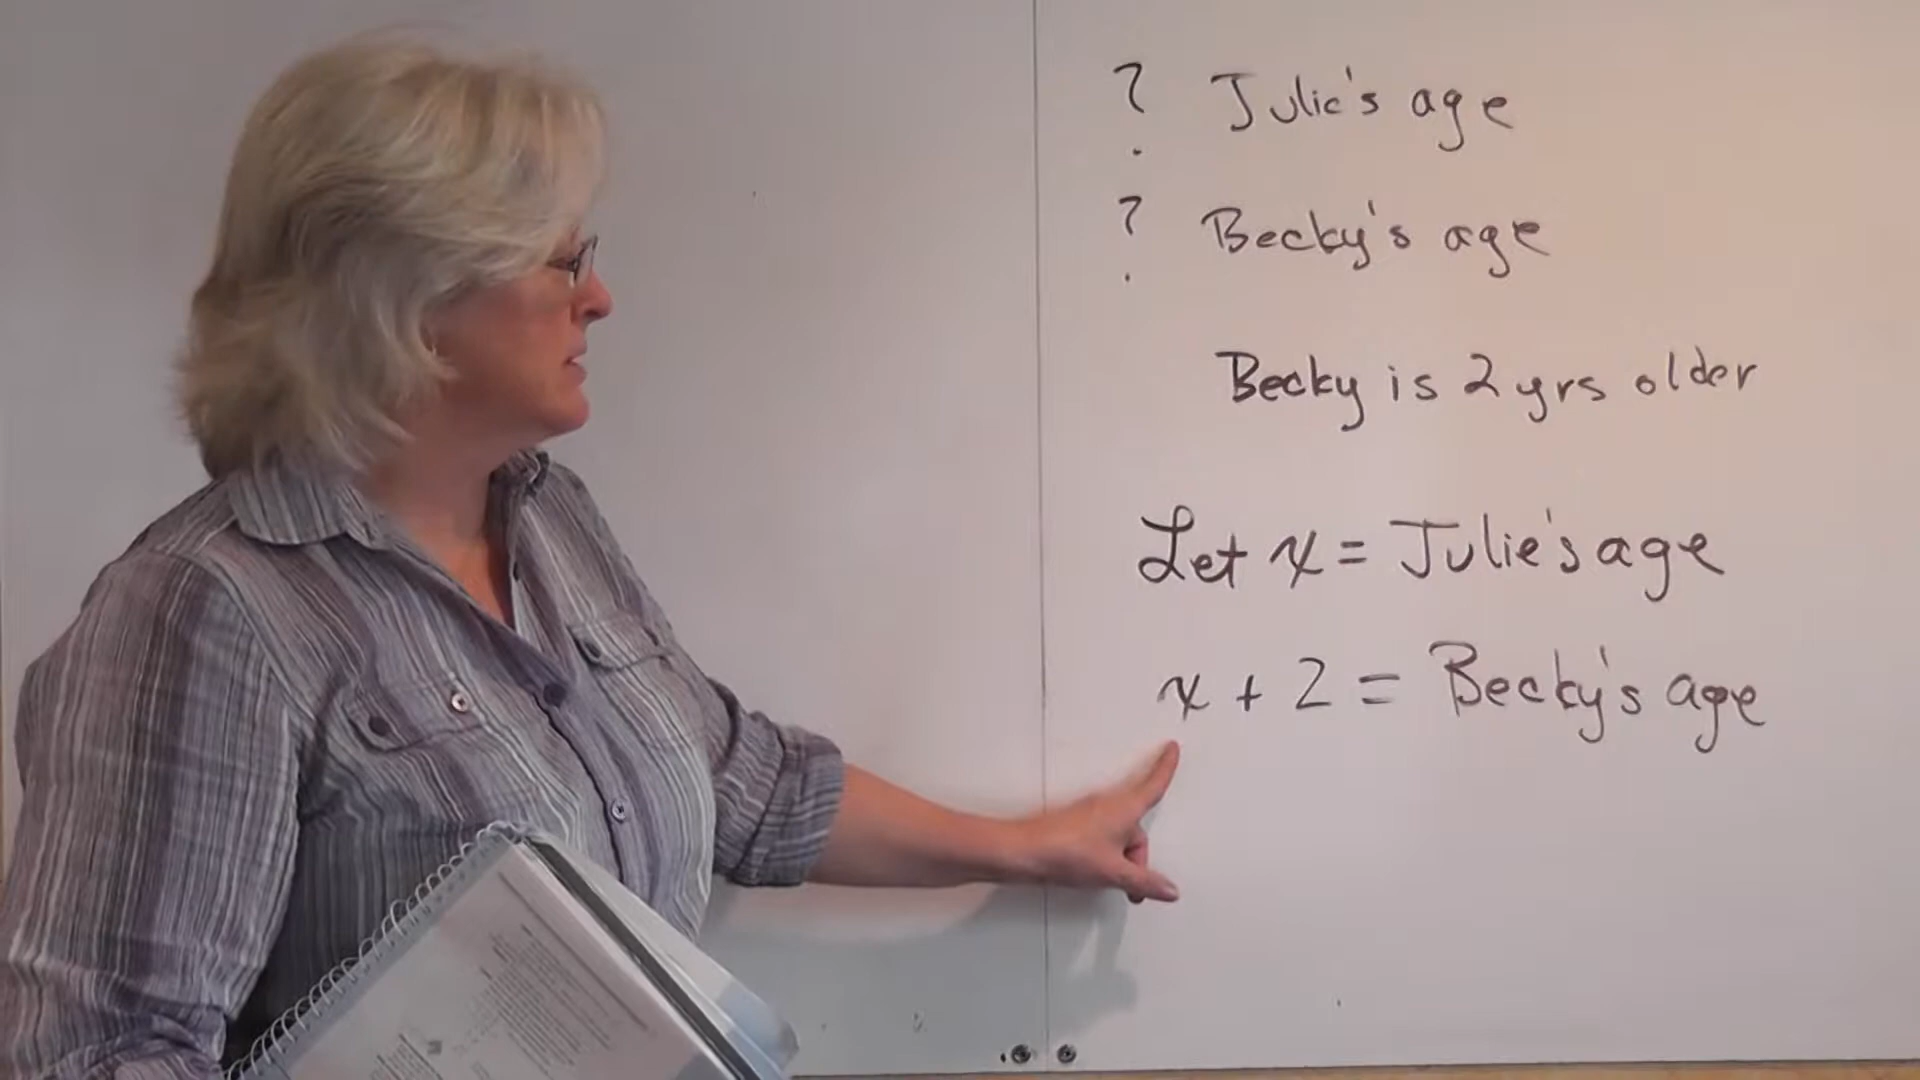 ? Julie's age
? Becky's age
Becky is 2 yrs older
Let x = Julie's age
x + 2 = Becky's age